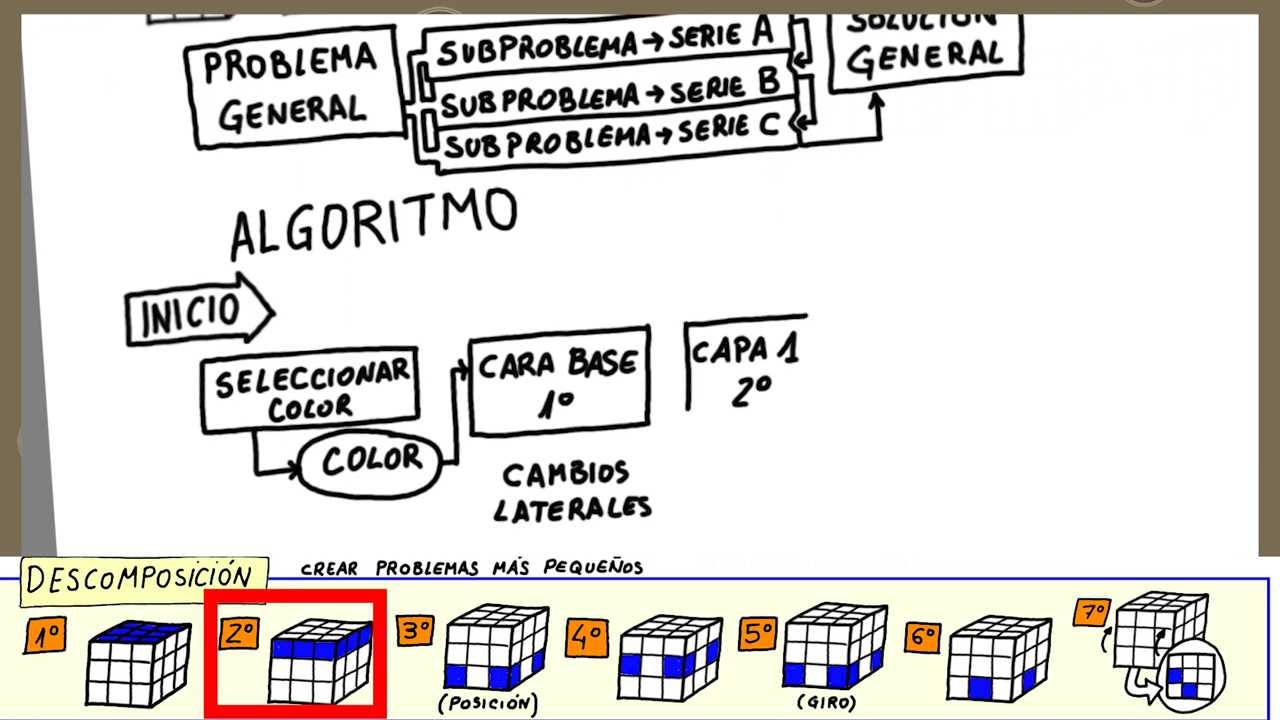 PROBLEMA
GENERAL
SUBPROBLEMA→SERIE A
SUBPROBLEMA→SERIE B
SUBPROBLEMA→SERIE C
SOLUCIÓN
GENERAL
ALGORITMO
INICIO
SELECCIONAR
COLOR
COLOR
CARA BASE
1º
CAPA 1
2º
CAMBIOS
LATERALES
DESCOMPOSICIÓN
CREAR PROBLEMAS MÁS PEQUEÑOS
1º
2º
3º
(POSICIÓN)
4º
5º
(GIRO)
6º
7º